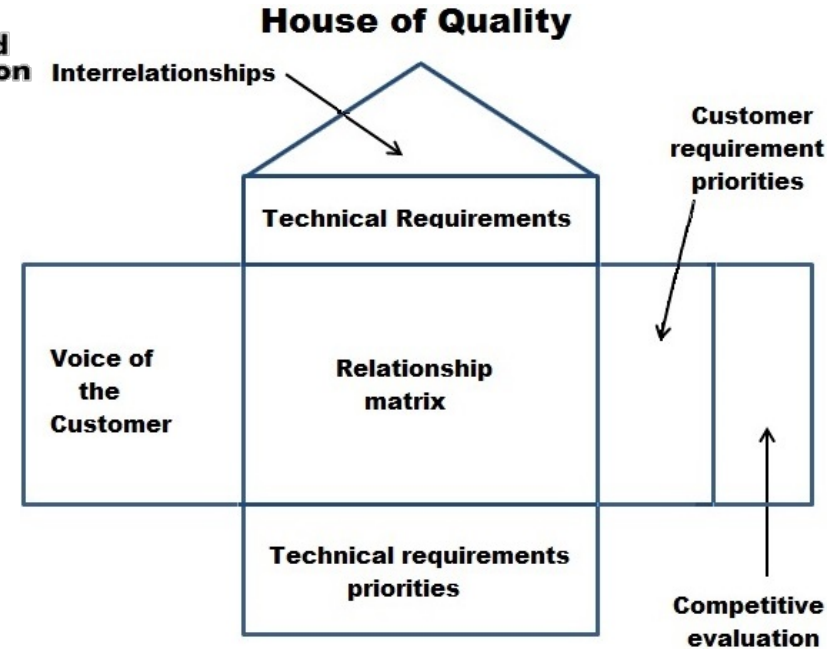 House of Quality
Interrelationships
Customer
requirement
priorities
Technical Requirements
Voice of
the
Customer
Relationship
matrix
Technical requirements
priorities
Competitive
evaluation